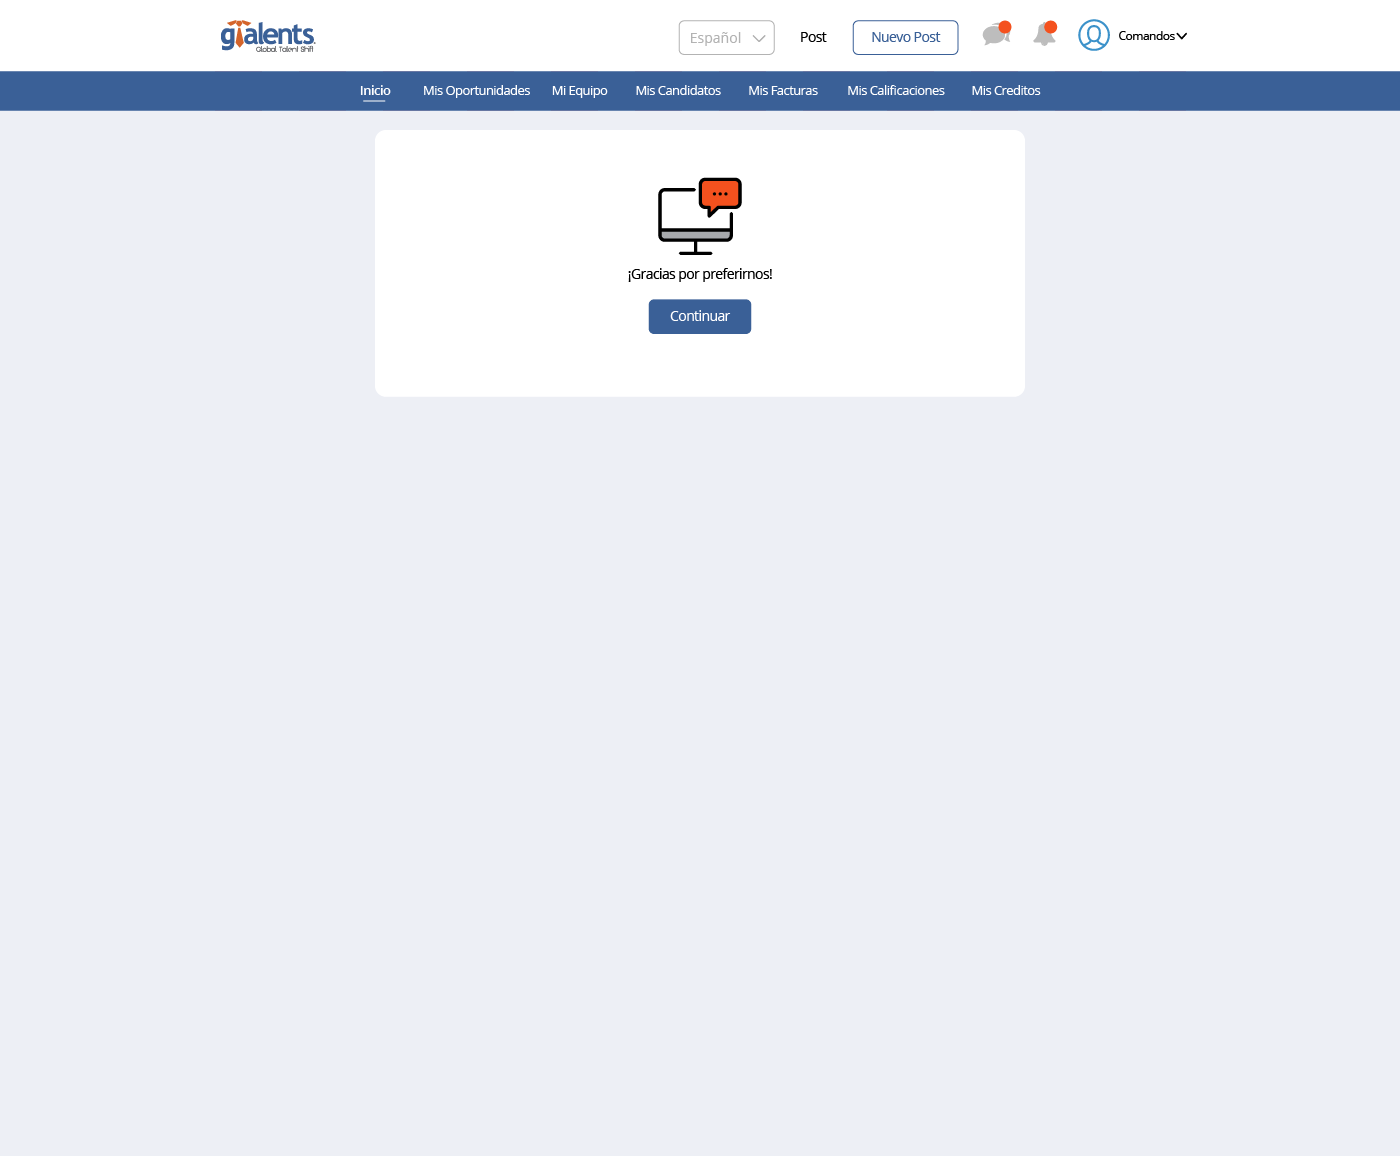 gtalents
Global Talent Shift
Español
Post
Nuevo Post
Comandos
Inicio
Mis Oportunidades
Mi Equipo
Mis Candidatos
Mis Facturas
Mis Calificaciones
Mis Creditos
¡Gracias por preferirnos!
Continuar